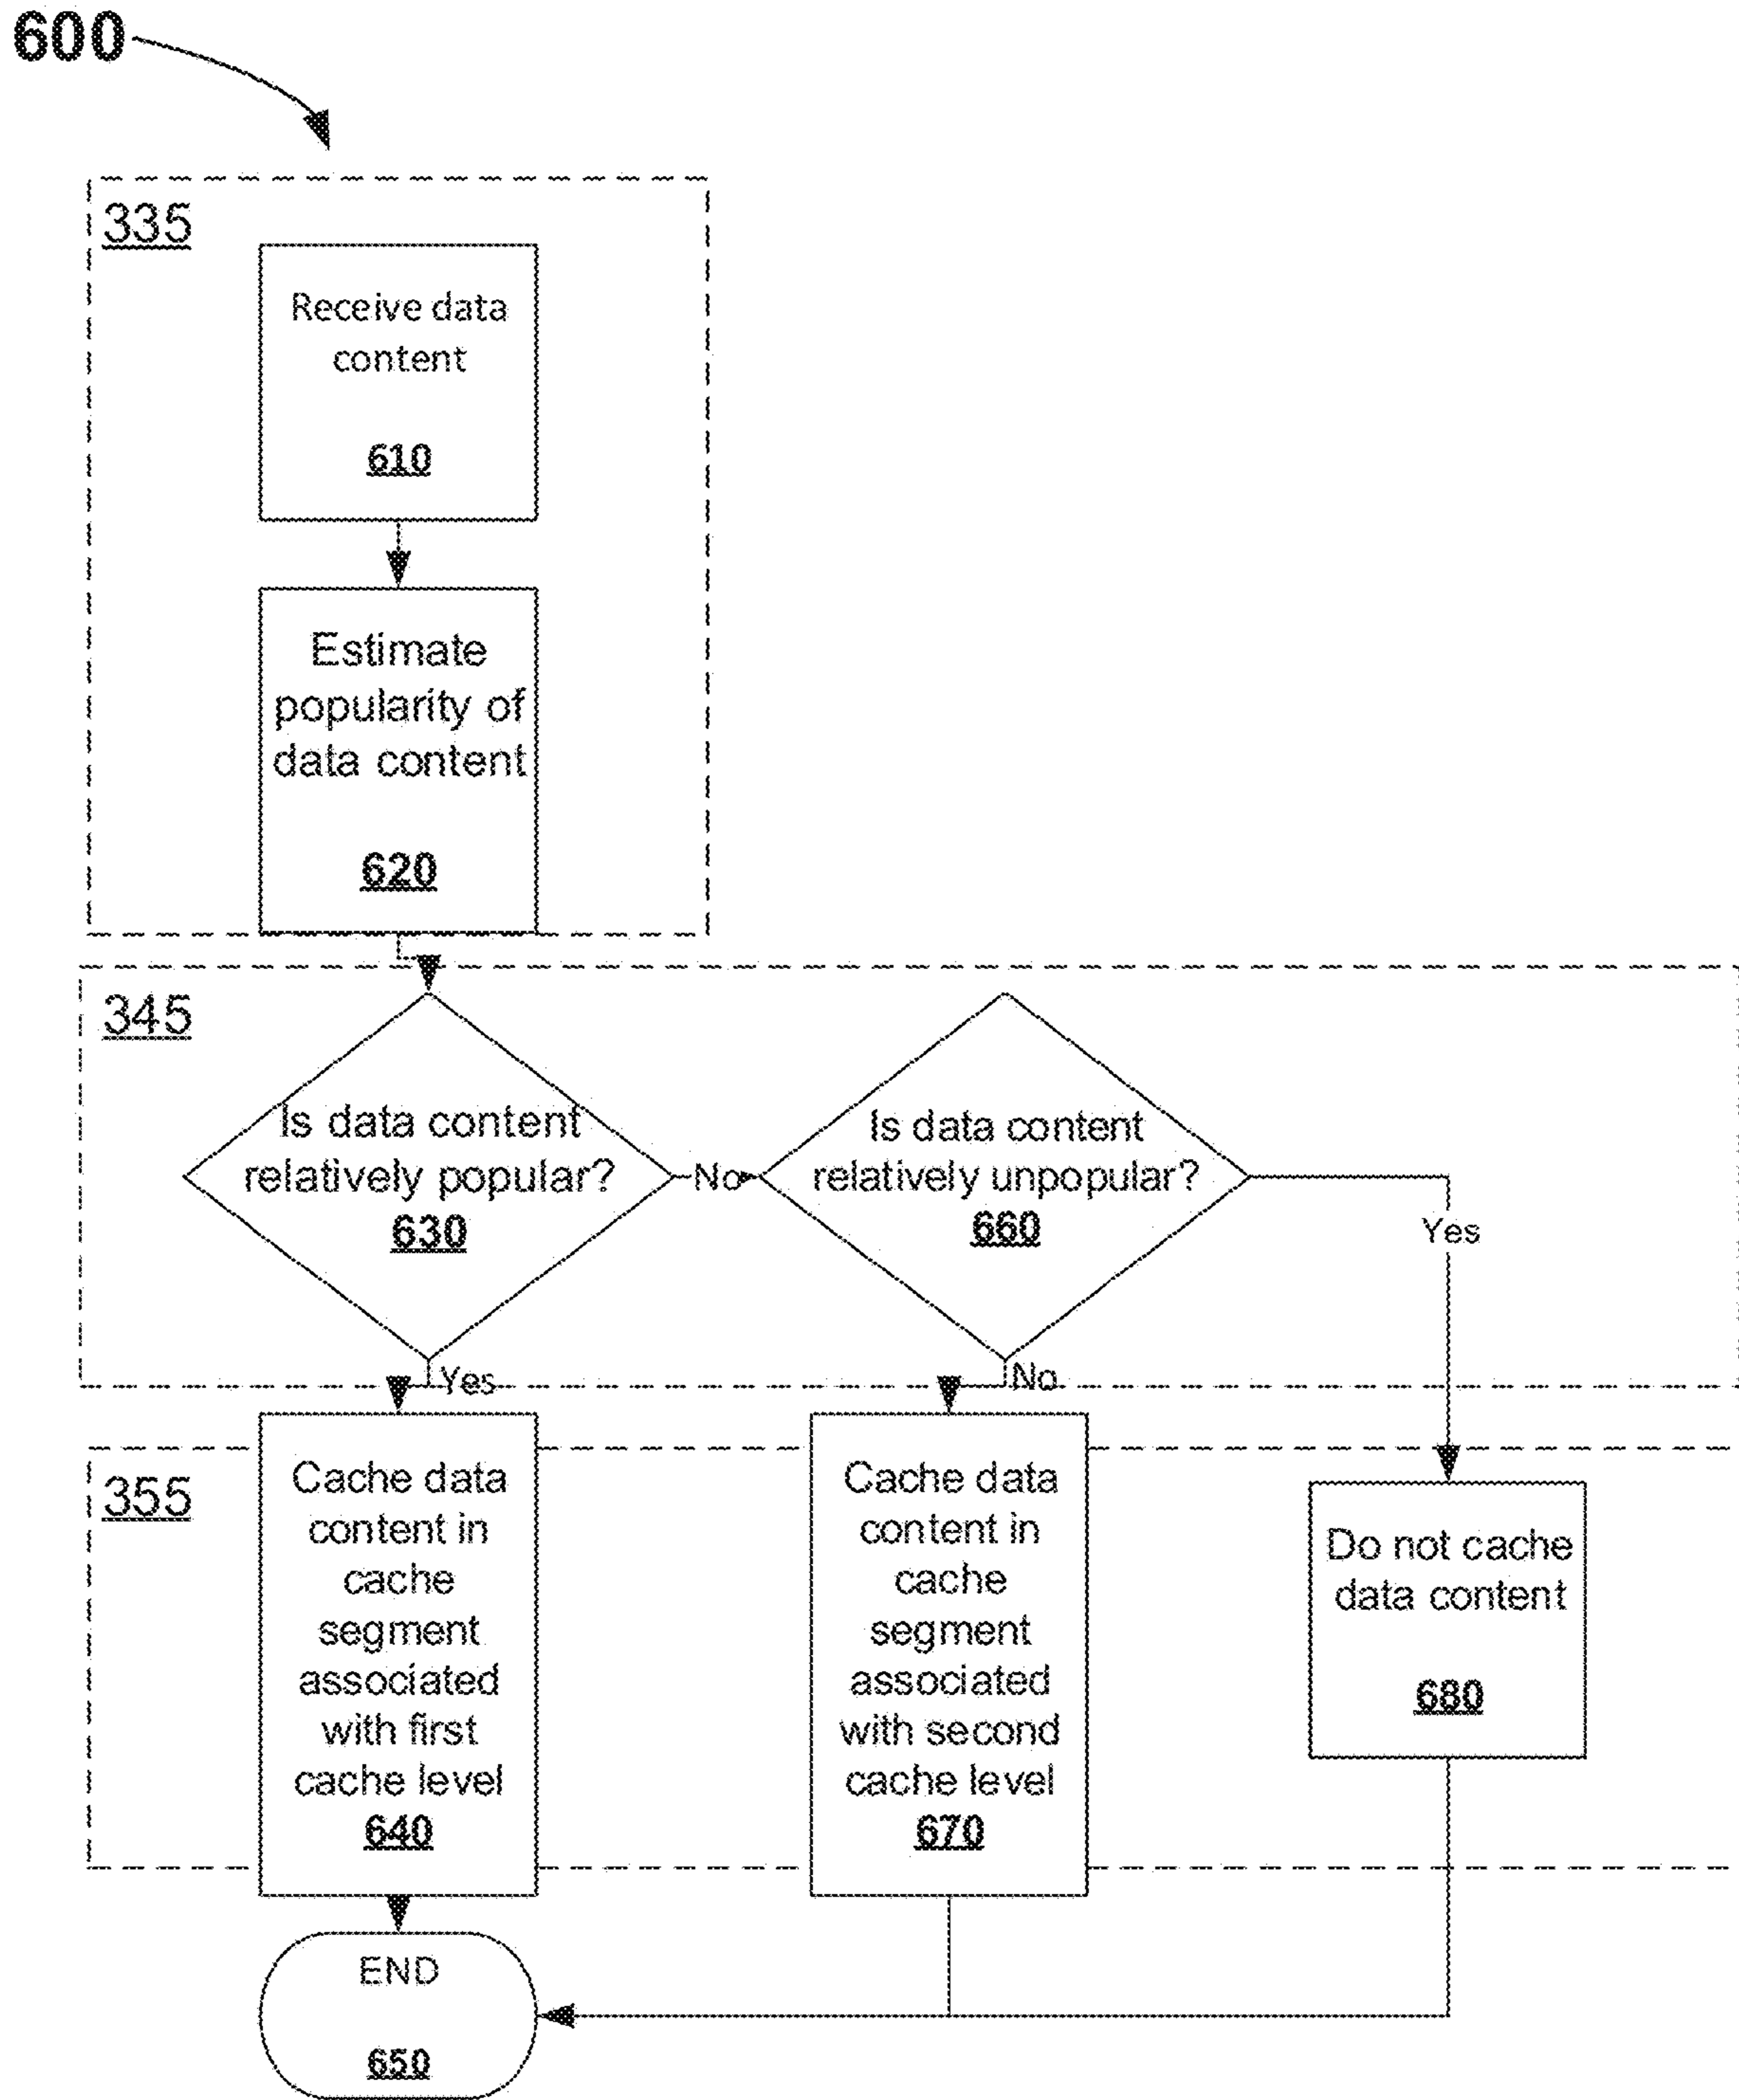 600
335
Receive data
content
610
Estimate
popularity of
data content
620
345
Is data content
relatively popular?
630
No
Is data content
relatively unpopular?
660
Yes
Yes
No
355
Cache data
content in
cache
segment
associated
with first
cache level
640
Cache data
content in
cache
segment
associated
with second
cache level
670
Do not cache
data content
680
END
650